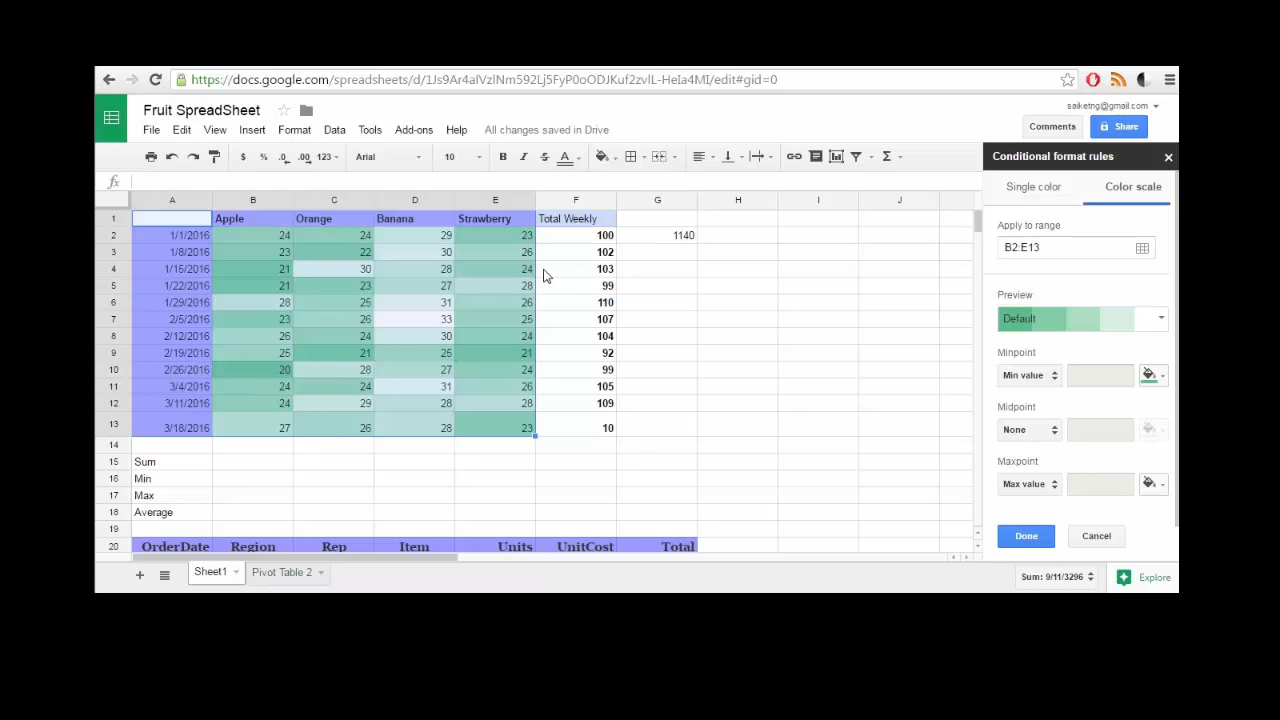 https://docs.google.com/spreadsheets/d/1Js9Ar4alVzlNm592Lj5FyP0oODJKuf2zvlL-HeIa4MI/edit#gid=0
Fruit SpreadSheet
saiketng@gmail.com
File Edit View Insert Format Data Tools Add-ons Help All changes saved in Drive
Comments Share
$ % .0 .00 123 Arial 10 B I S A Σ
Conditional format rules
fx
Single color Color scale
A B C D E F G H I J
1 Apple Orange Banana Strawberry Total Weekly
2 1/1/2016 24 24 29 23 100 1140
3 1/8/2016 23 22 30 26 102
4 1/15/2016 21 30 28 24 103
5 1/22/2016 21 23 27 28 99
6 1/29/2016 28 25 31 26 110
7 2/5/2016 23 26 33 25 107
8 2/12/2016 26 24 30 24 104
9 2/19/2016 25 21 25 21 92
10 2/26/2016 20 28 27 24 99
11 3/4/2016 24 24 31 26 105
12 3/11/2016 24 29 28 28 109
13 3/18/2016 27 26 28 23 10
14
15 Sum
16 Min
17 Max
18 Average
19
20 OrderDate Region Rep Item Units UnitCost Total
Apply to range
B2:E13
Preview
Default
Minpoint
Min value
Midpoint
None
Maxpoint
Max value
Done Cancel
Sheet1 Pivot Table 2
Sum: 9/11/3296
Explore